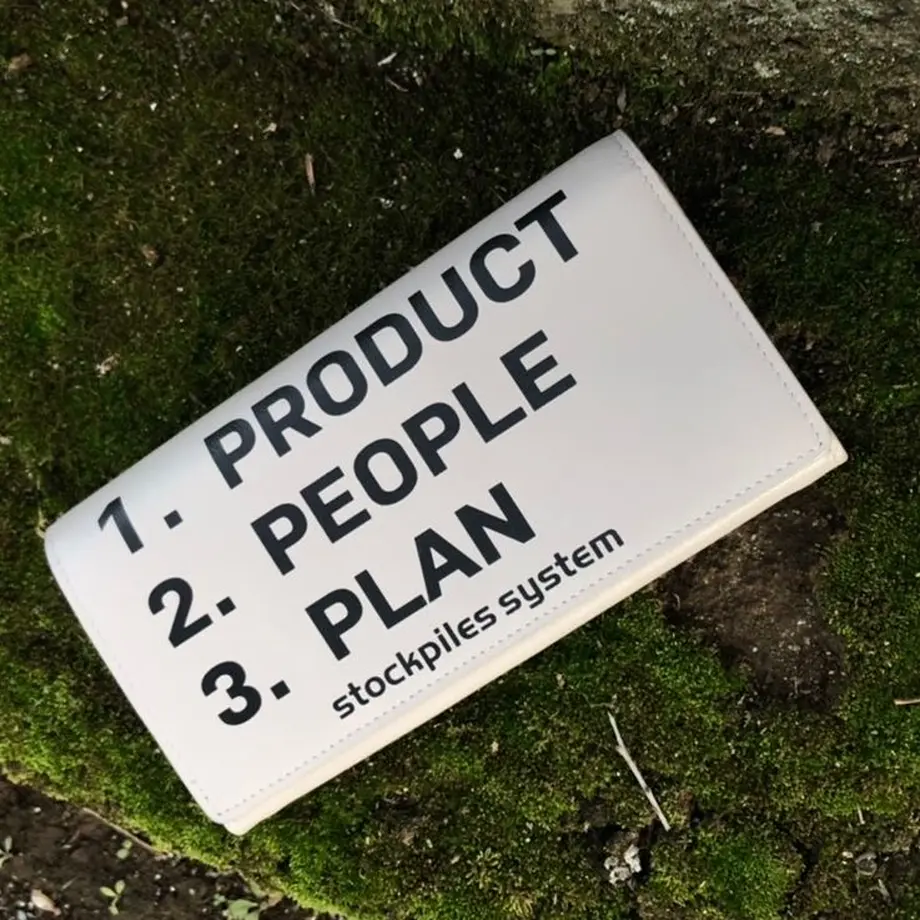 1. PRODUCT
2. PEOPLE
3. PLAN
stockpiles system